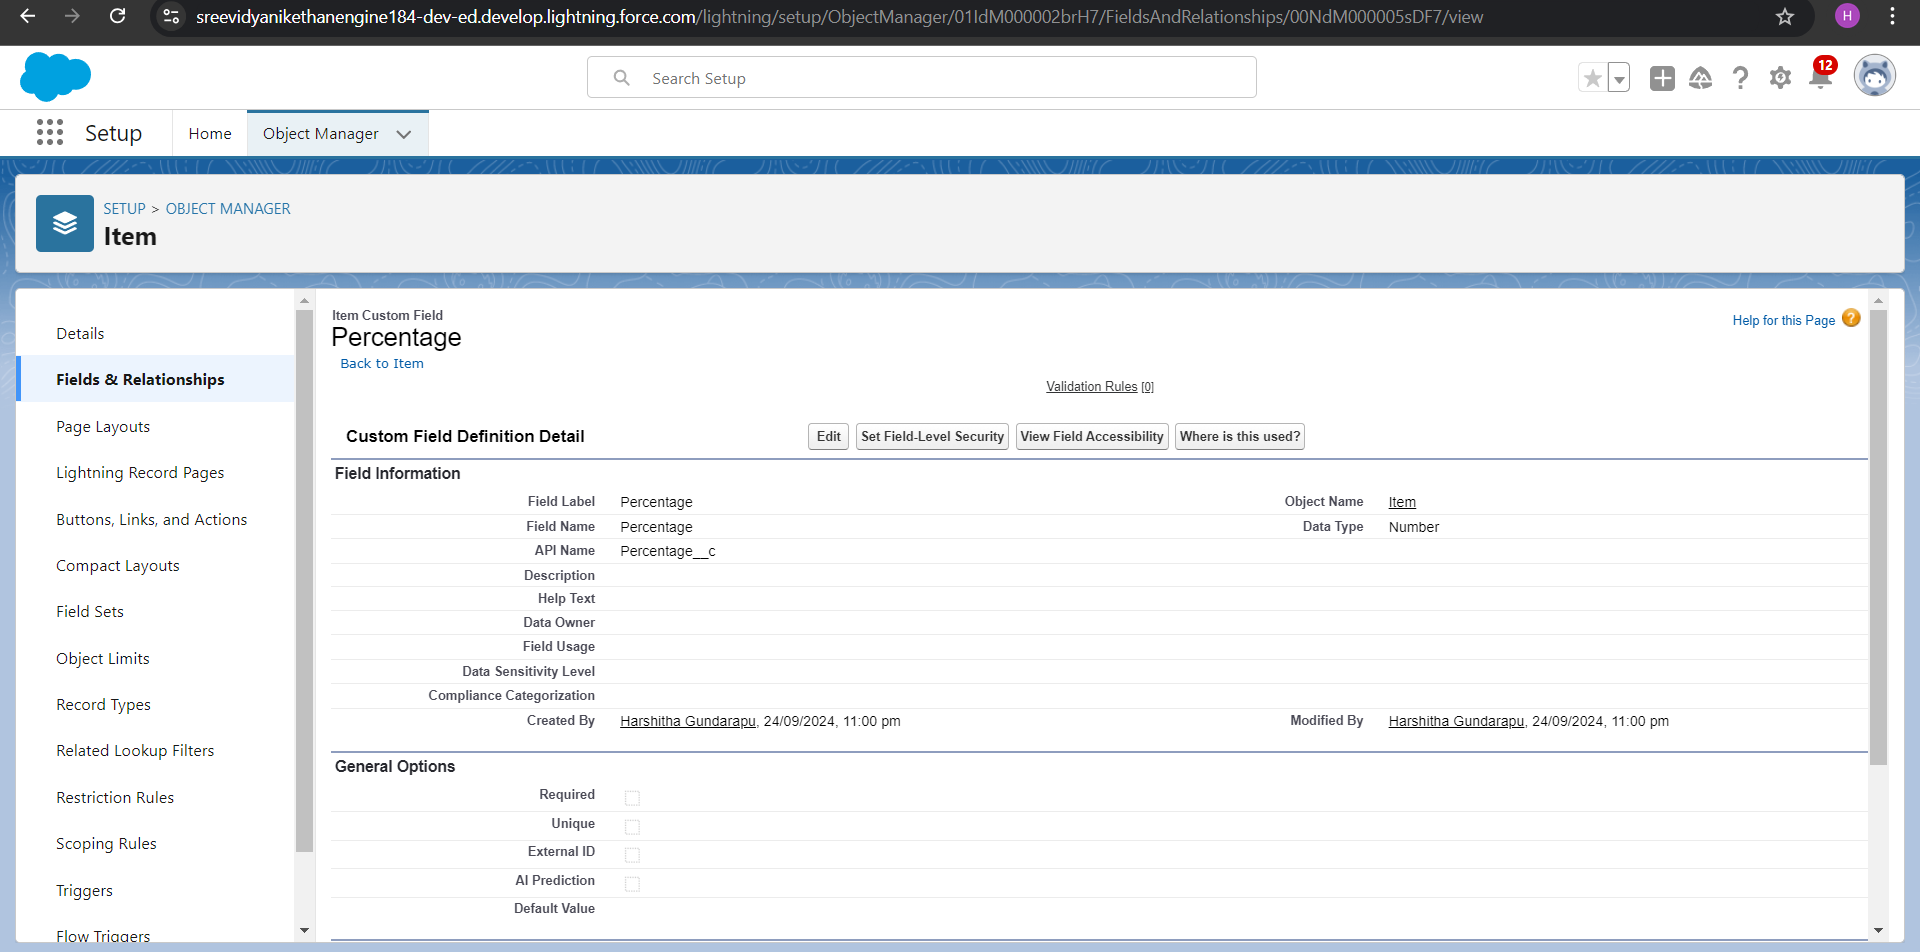 sreevidyanikethanengine184-dev-ed.develop.lightning.force.com/lightning/setup/ObjectManager/01IdM000002brH7/FieldsAndRelationships/00NdM000005sDF7/view
H
Search Setup
12
Setup
Home
Object Manager
SETUP > OBJECT MANAGER
Item
Details
Fields & Relationships
Page Layouts
Lightning Record Pages
Buttons, Links, and Actions
Compact Layouts
Field Sets
Object Limits
Record Types
Related Lookup Filters
Restriction Rules
Scoping Rules
Triggers
Flow Triggers
Item Custom Field
Percentage
Back to Item
Help for this Page ?
Validation Rules [0]
Custom Field Definition Detail
Edit
Set Field-Level Security
View Field Accessibility
Where is this used?
Field Information
Field Label Percentage Object Name Item
Field Name Percentage Data Type Number
API Name Percentage__c
Description
Help Text
Data Owner
Field Usage
Data Sensitivity Level
Compliance Categorization
Created By Harshitha Gundarapu, 24/09/2024, 11:00 pm Modified By Harshitha Gundarapu, 24/09/2024, 11:00 pm
General Options
Required
Unique
External ID
AI Prediction
Default Value